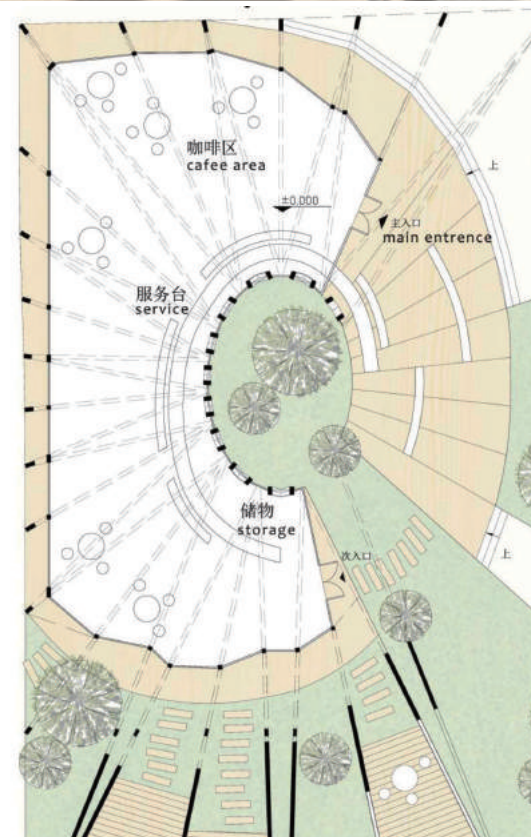 咖啡区
cafee area
±0.000
上
主入口
main entrence
服务台
service
储物
storage
次入口
上